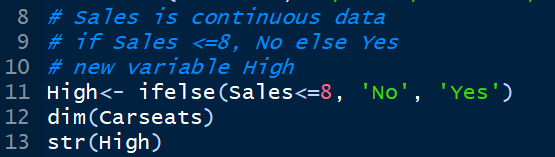 8 # Sales is continuous data
9 # if Sales <=8, No else Yes
10 # new variable High
11 High<- ifelse(Sales<=8, 'No', 'Yes')
12 dim(Carseats)
13 str(High)